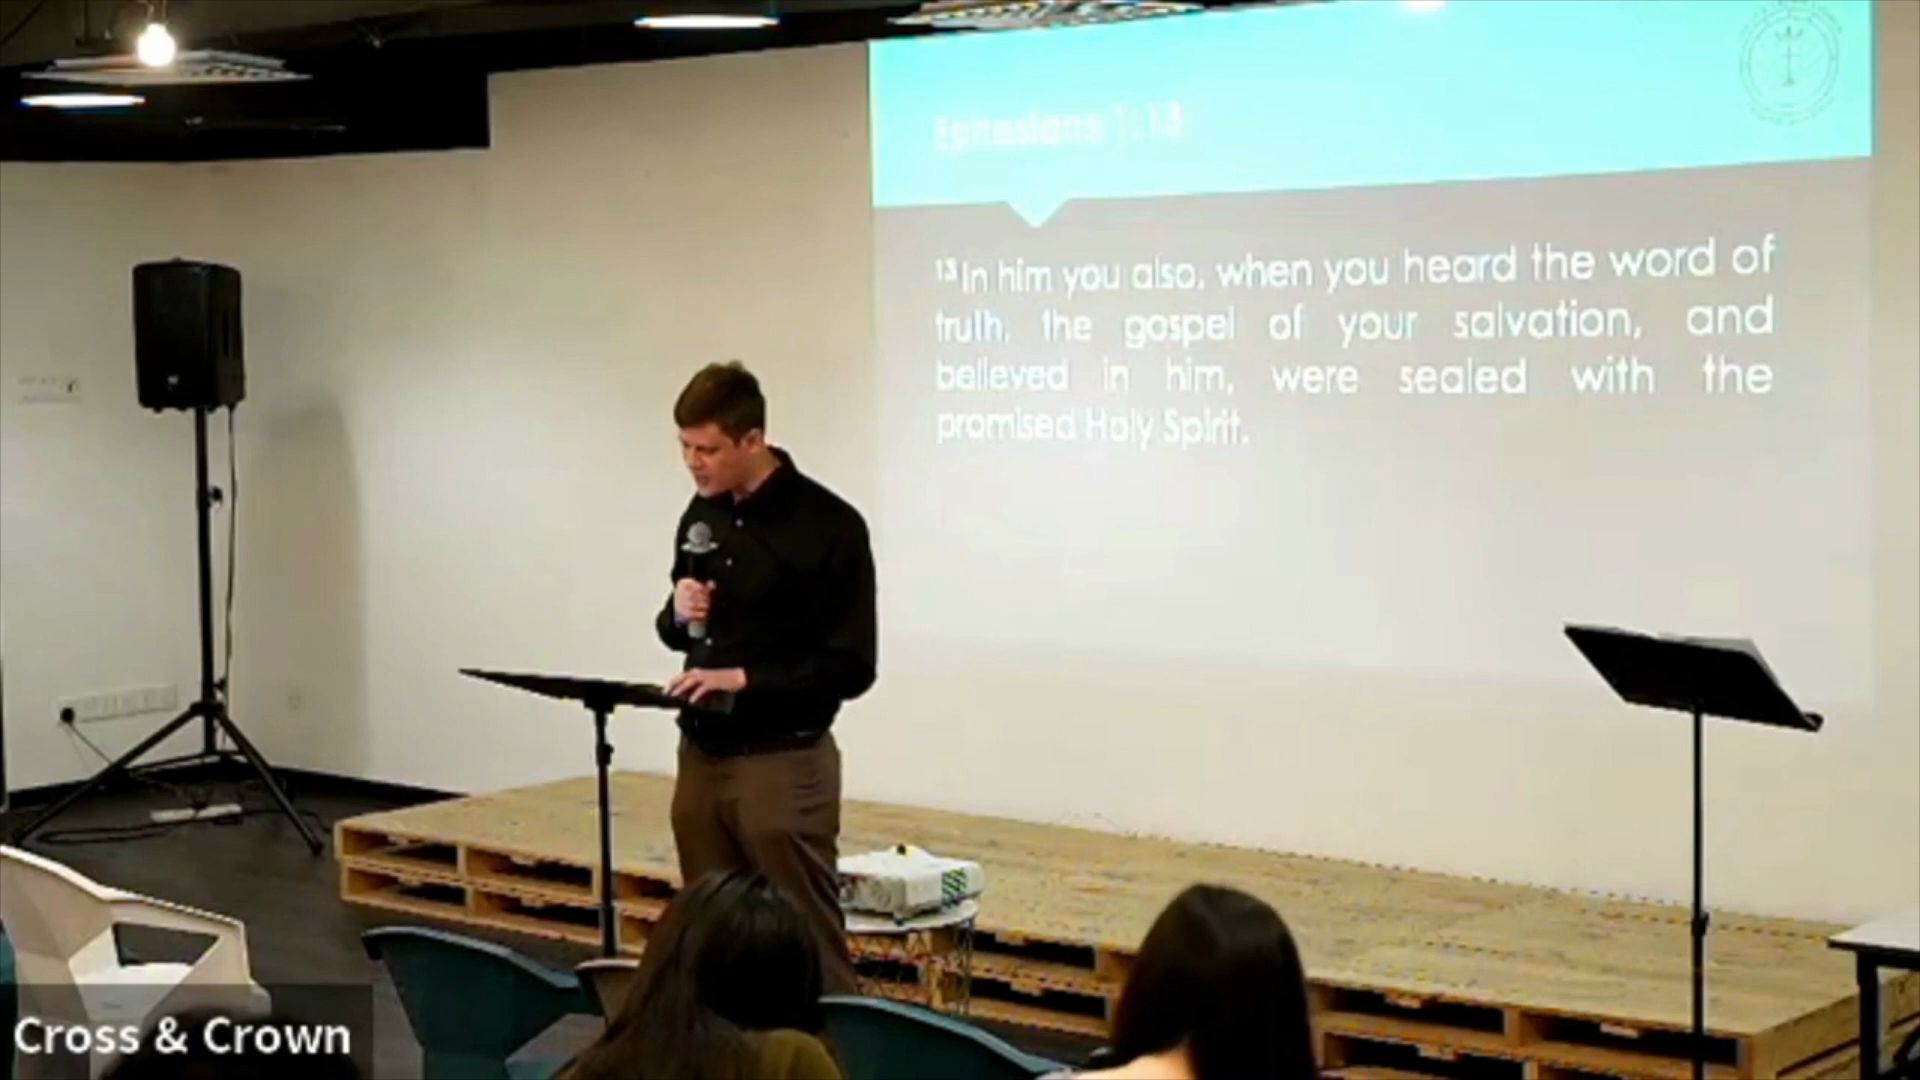 Ephesians 1:13
13 In him you also, when you heard the word of
truth, the gospel of your salvation, and
believed in him, were sealed with the
promised Holy Spirit.
Cross & Crown